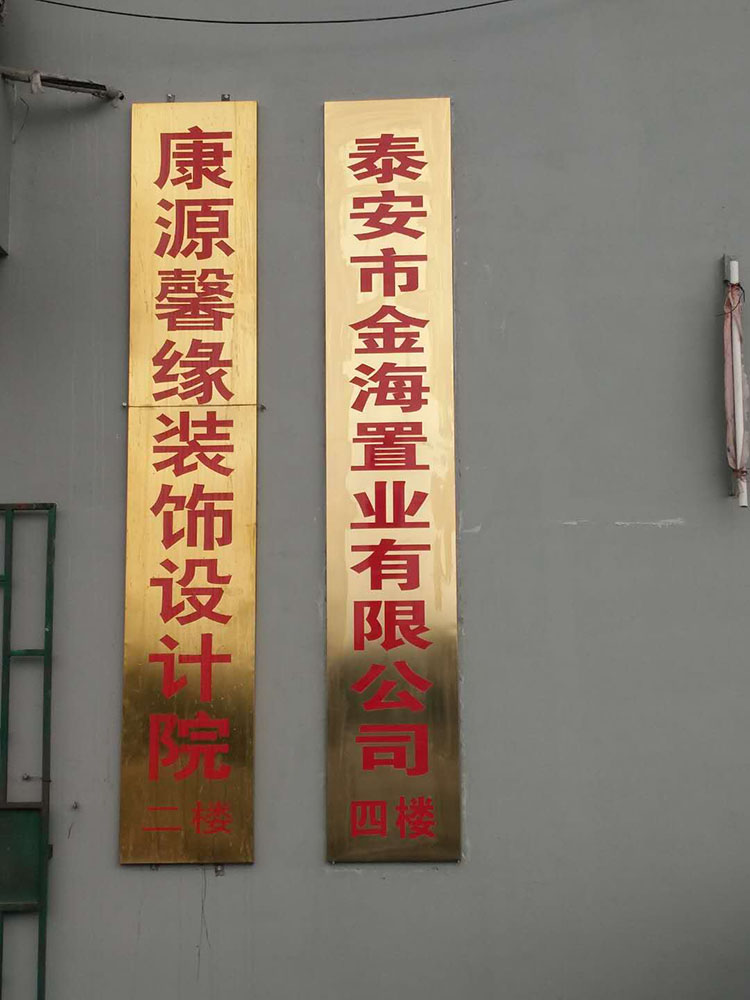 康源馨缘装饰设计院
二楼
泰安市金海置业有限公司
四楼